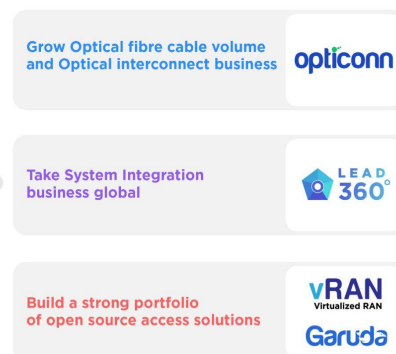 Grow Optical fibre cable volume
and Optical interconnect business
opticonn
Take System Integration
business global
LEAD
360°
Build a strong portfolio
of open source access solutions
vRAN
Virtualized RAN
Garuda